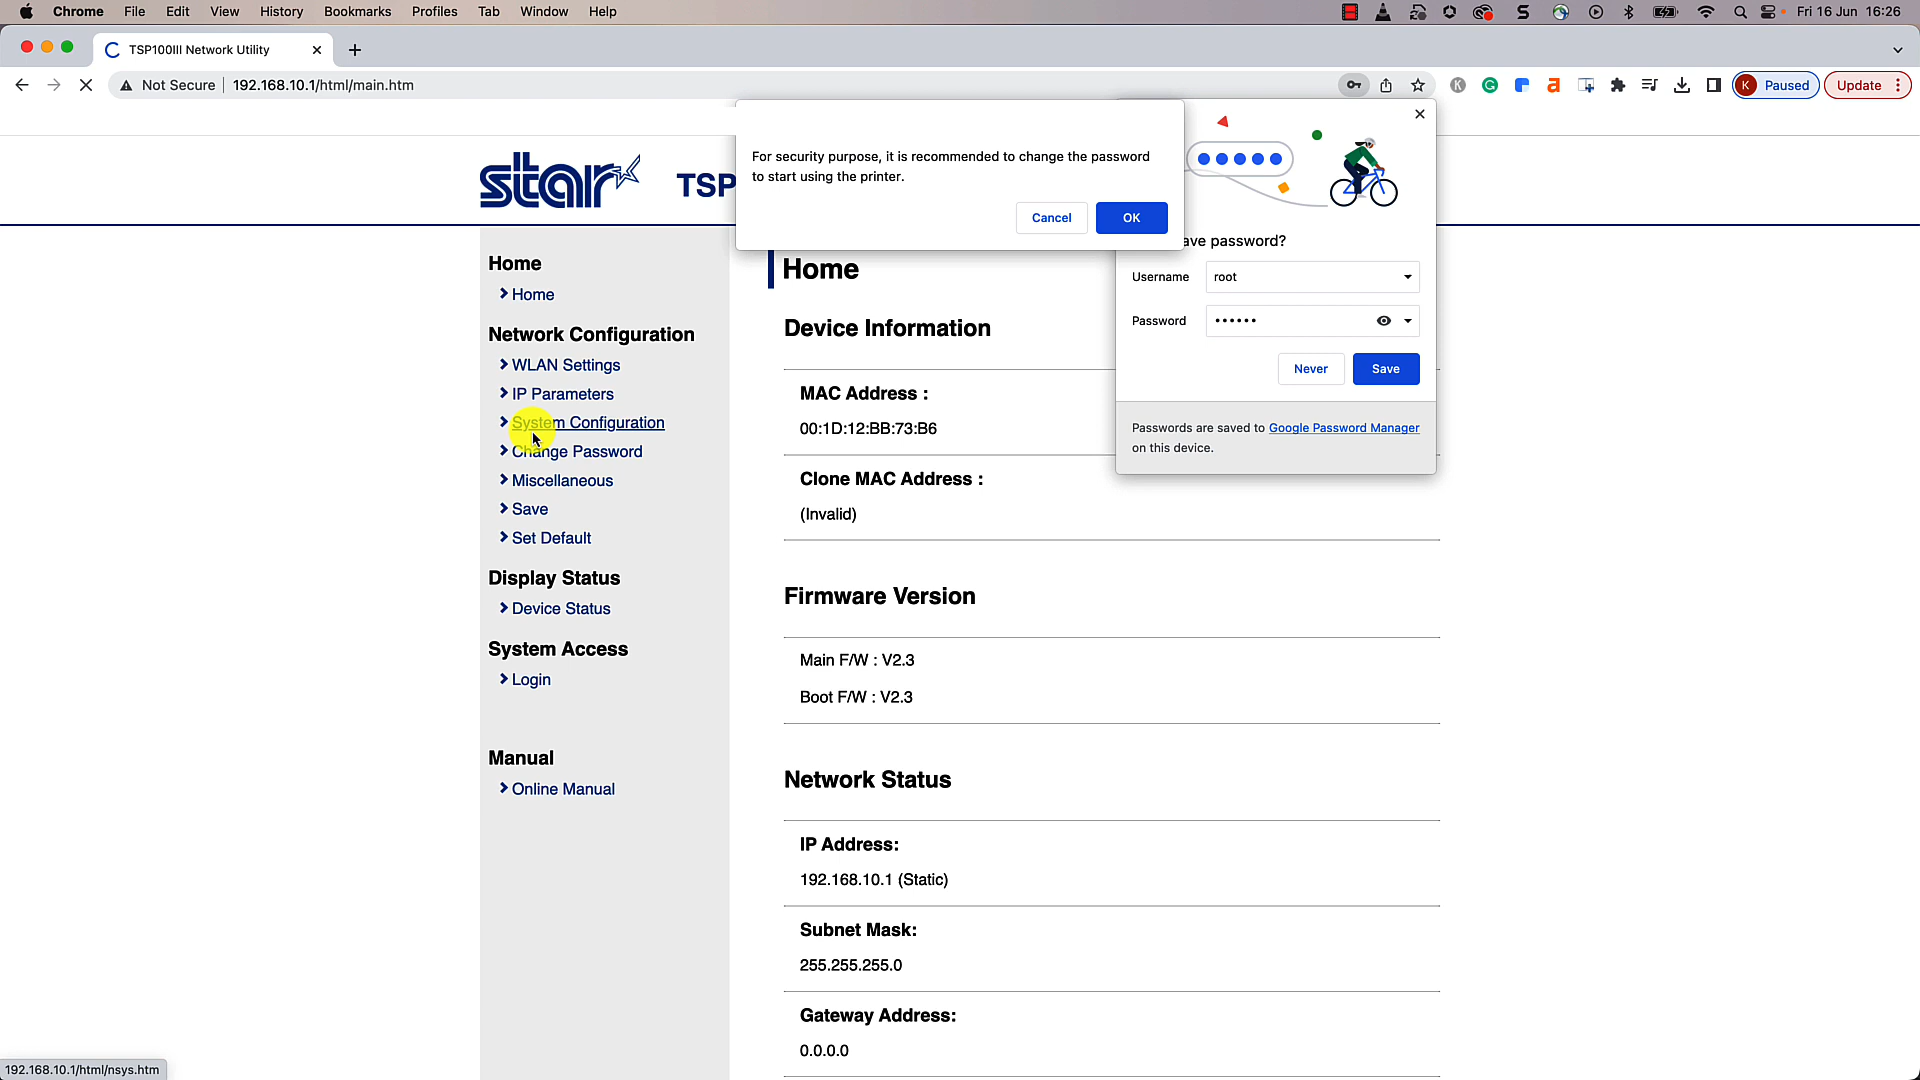 Chrome File Edit View History Bookmarks Profiles Tab Window Help
Fri 16 Jun 16:26
TSP100III Network Utility
Not Secure 192.168.10.1/html/main.htm
K Paused Update
star TSP
For security purpose, it is recommended to change the password
to start using the printer.
Cancel OK
ave password?
Username root
Password ••••••
Never Save
Passwords are saved to Google Password Manager
on this device.
Home
Home
Network Configuration
WLAN Settings
IP Parameters
System Configuration
Change Password
Miscellaneous
Save
Set Default
Display Status
Device Status
System Access
Login
Manual
Online Manual
Home
Device Information
MAC Address :
00:1D:12:BB:73:B6
Clone MAC Address :
(Invalid)
Firmware Version
Main F/W : V2.3
Boot F/W : V2.3
Network Status
IP Address:
192.168.10.1 (Static)
Subnet Mask:
255.255.255.0
Gateway Address:
0.0.0.0
192.168.10.1/html/nsys.htm